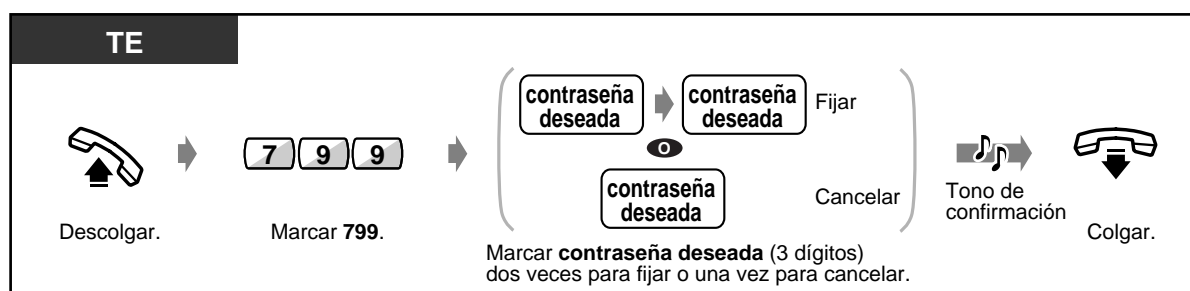 TE
Descolgar.
7 9 9
Marcar 799.
contraseña
deseada
contraseña
deseada
Fijar
O
contraseña
deseada
Cancelar
Marcar contraseña deseada (3 dígitos)
dos veces para fijar o una vez para cancelar.
Tono de
confirmación
Colgar.